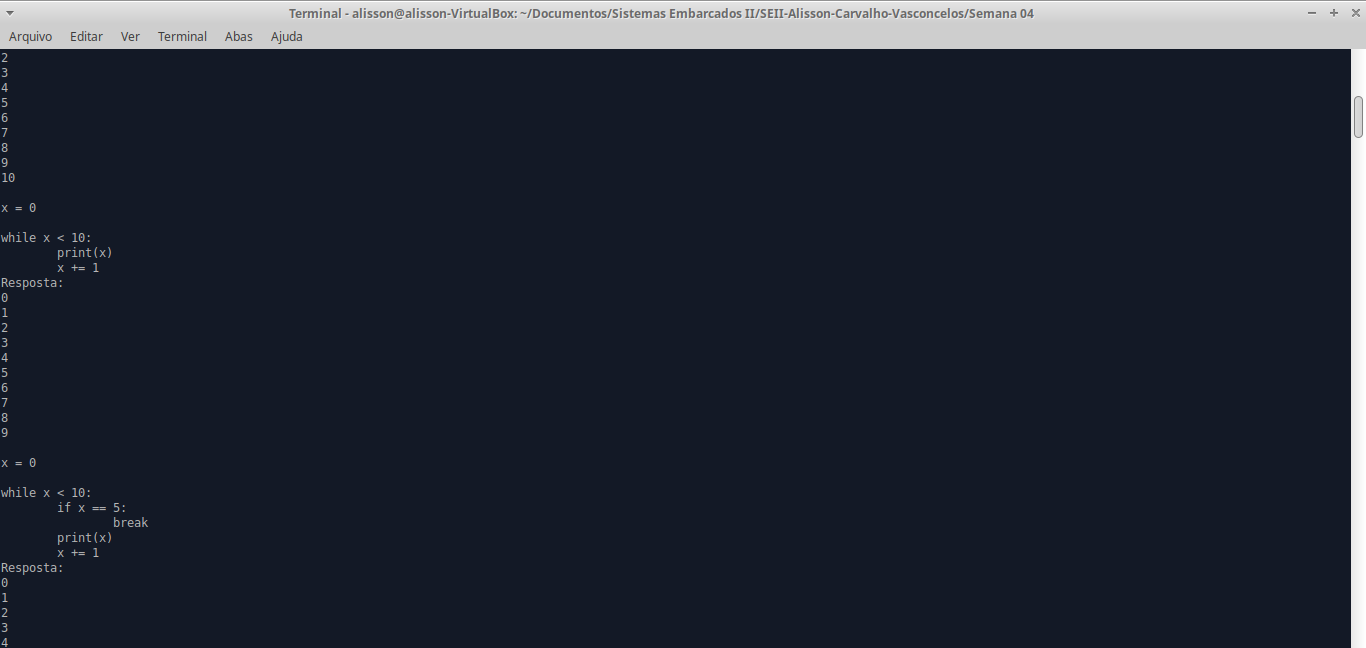 Terminal - alisson@alisson-VirtualBox: ~/Documentos/Sistemas Embarcados II/SEII-Alisson-Carvalho-Vasconcelos/Semana 04
Arquivo Editar Ver Terminal Abas Ajuda
2
3
4
5
6
7
8
9
10

x = 0

while x < 10:
        print(x)
        x += 1
Resposta:
0
1
2
3
4
5
6
7
8
9

x = 0

while x < 10:
        if x == 5:
                break
        print(x)
        x += 1
Resposta:
0
1
2
3
4